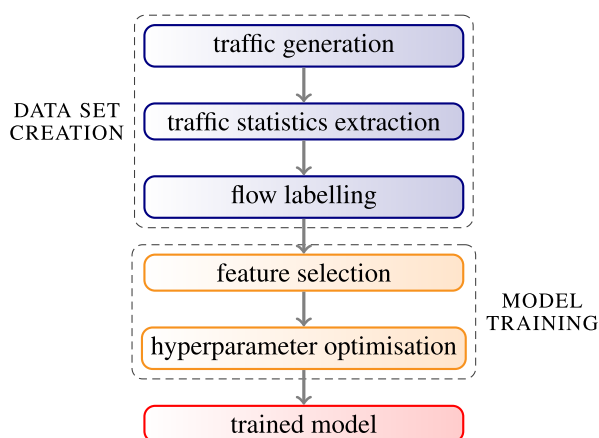 traffic generation
DATA SET
CREATION
traffic statistics extraction
flow labelling
feature selection
MODEL
TRAINING
hyperparameter optimisation
trained model